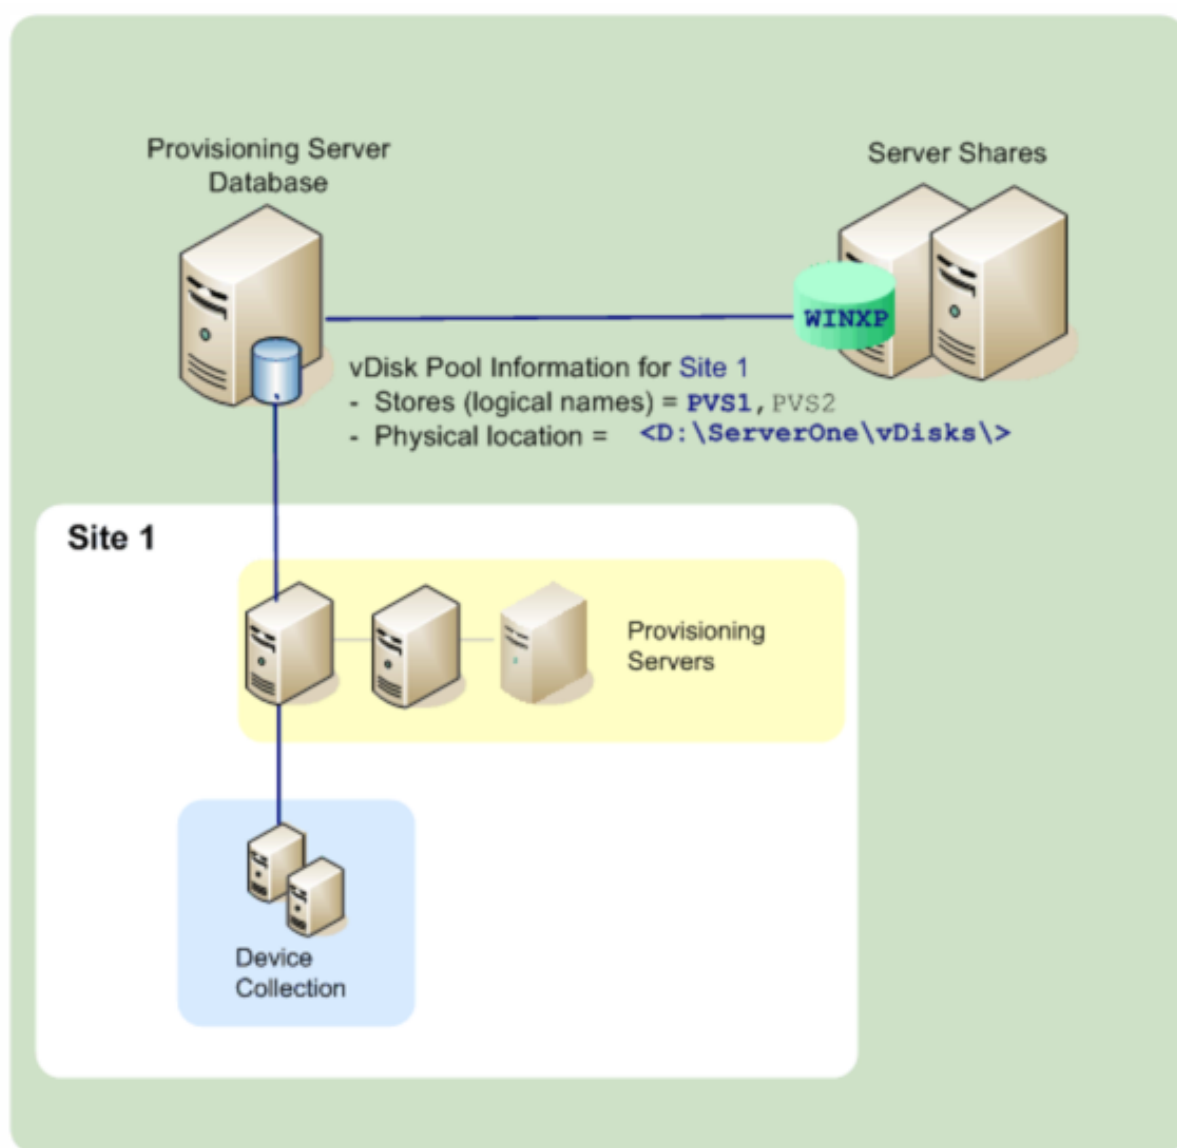 Provisioning Server
Database
Server Shares
WINXP
vDisk Pool Information for Site 1
- Stores (logical names) = PVS1, PVS2
- Physical location = <D:\ServerOne\vDisks\>
Site 1
Provisioning
Servers
Device
Collection